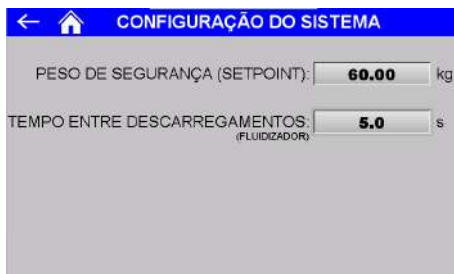 CONFIGURAÇÃO DO SISTEMA
PESO DE SEGURANÇA (SETPOINT): 60.00 kg
TEMPO ENTRE DESCARREGAMENTOS: 5.0 s
(FLUIDIZADOR)